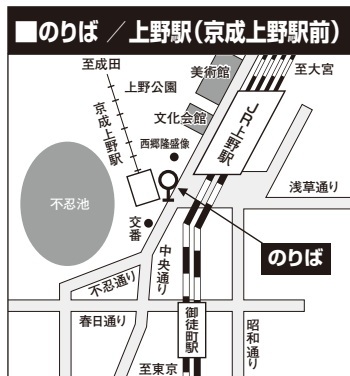 ■のりば ／ 上野駅(京成上野駅前)
至成田
美術館
至大宮
上野公園
京成上野駅
文化会館
JR上野駅
西郷隆盛像
不忍池
浅草通り
交番
中央通り
のりば
不忍通り
春日通り
御徒町駅
昭和通り
至東京